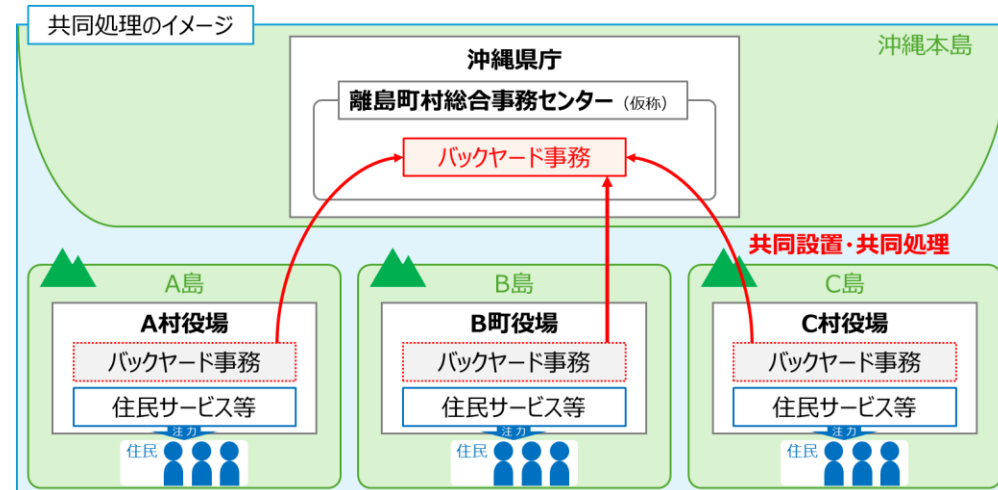 共同処理のイメージ
沖縄本島
沖縄県庁
離島町村総合事務センター（仮称）
バックヤード事務
共同設置・共同処理
A島
A村役場
バックヤード事務
住民サービス等
注力
住民
B島
B町役場
バックヤード事務
住民サービス等
注力
住民
C島
C村役場
バックヤード事務
住民サービス等
注力
住民